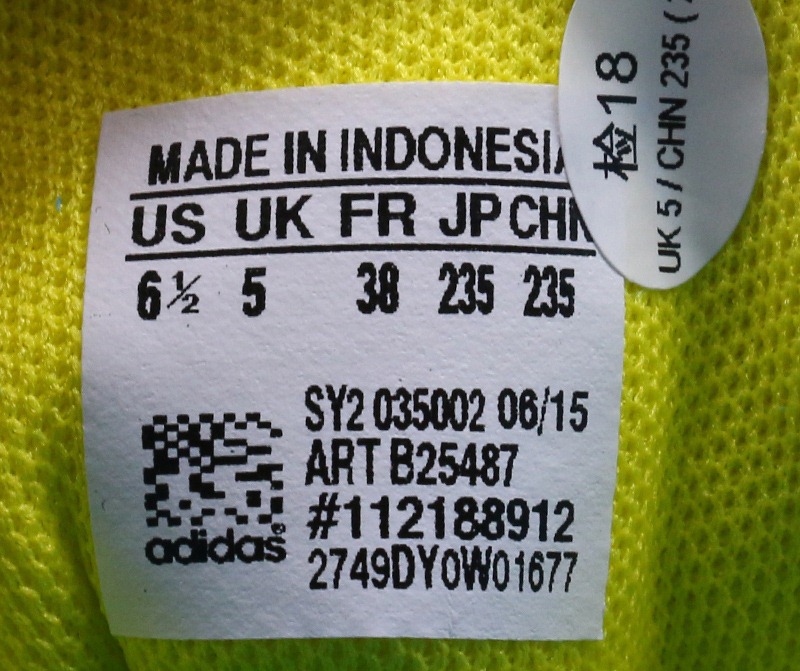 MADE IN INDONESIA
US UK FR JP CHN
6½ 5 38 235 235
SY2 035002 06/15
ART B25487
#112188912
2749DY0W01677
adidas®
检18
UK 5 / CHN 235 (